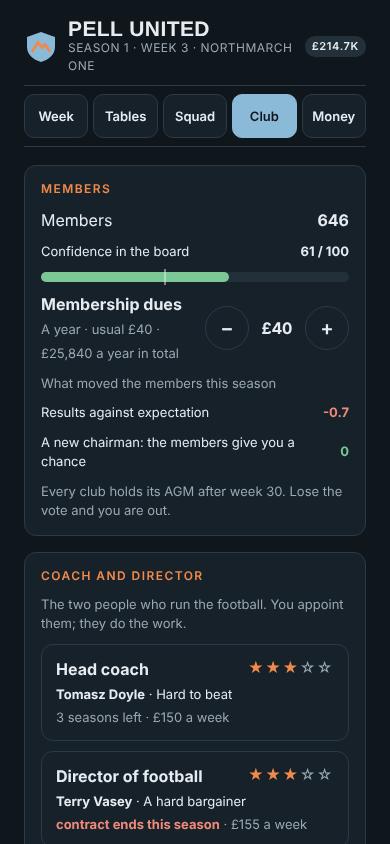 PELL UNITED
SEASON 1 · WEEK 3 · NORTHMARCH
ONE
£214.7K
Week
Tables
Squad
Club
Money
MEMBERS
Members
646
Confidence in the board
61 / 100
Membership dues
A year · usual £40 ·
£25,840 a year in total
−
£40
+
What moved the members this season
Results against expectation
-0.7
A new chairman: the members give you a
chance
0
Every club holds its AGM after week 30. Lose the
vote and you are out.
COACH AND DIRECTOR
The two people who run the football. You appoint
them; they do the work.
Head coach
★★★☆☆
Tomasz Doyle · Hard to beat
3 seasons left · £150 a week
Director of football
★★★☆☆
Terry Vasey · A hard bargainer
contract ends this season · £155 a week